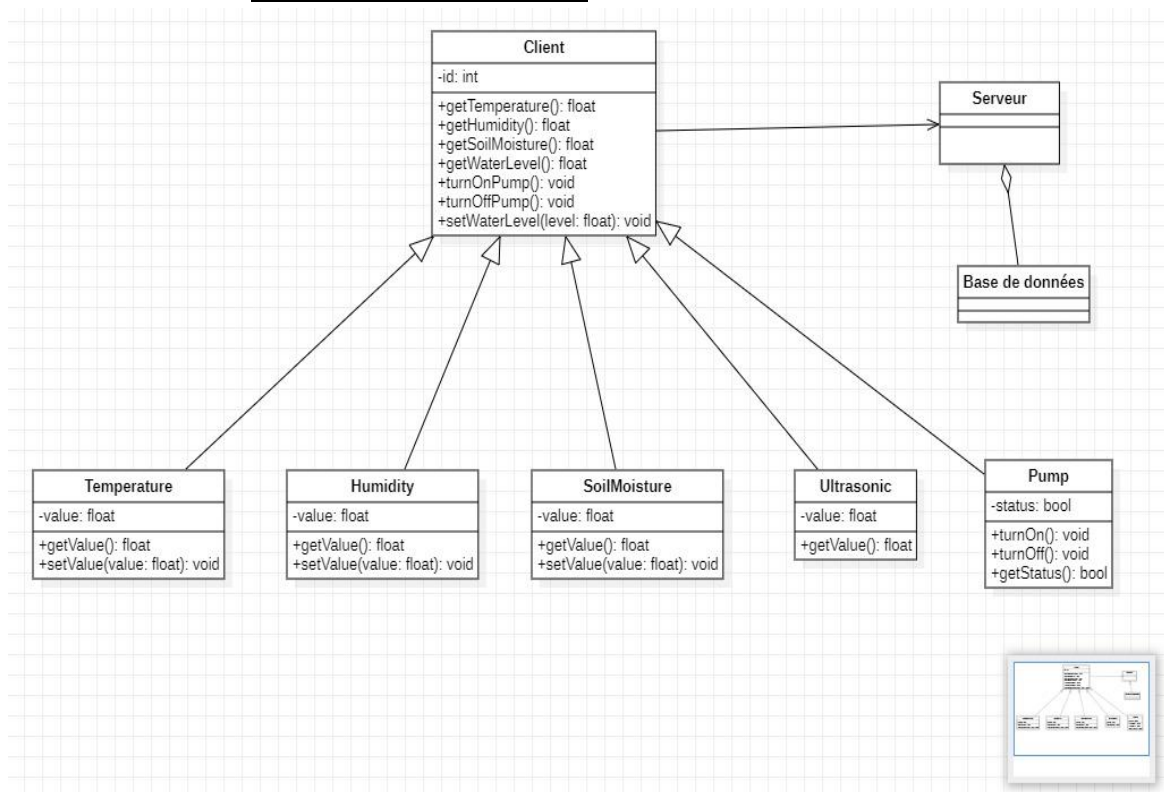 Client
-id: int
+getTemperature(): float
+getHumidity(): float
+getSoilMoisture(): float
+getWaterLevel(): float
+turnOnPump(): void
+turnOffPump(): void
+setWaterLevel(level: float): void
Serveur
Base de données
Temperature
-value: float
+getValue(): float
+setValue(value: float): void
Humidity
-value: float
+getValue(): float
+setValue(value: float): void
SoilMoisture
-value: float
+getValue(): float
+setValue(value: float): void
Ultrasonic
-value: float
+getValue(): float
Pump
-status: bool
+turnOn(): void
+turnOff(): void
+getStatus(): bool